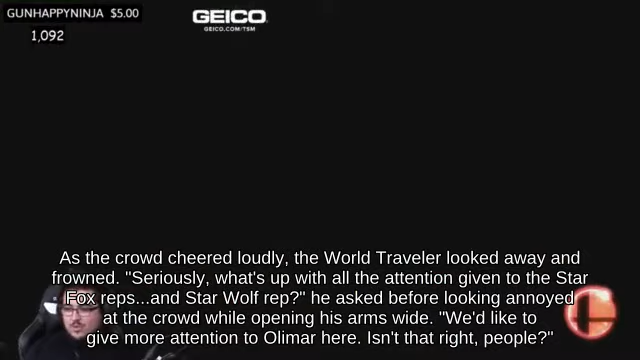 GUNHAPPYNINJA $5.00
GEICO
GEICO.COM/TSM
1,092
As the crowd cheered loudly, the World Traveler looked away and
frowned. "Seriously, what's up with all the attention given to the Star
Fox reps...and Star Wolf rep?" he asked before looking annoyed
at the crowd while opening his arms wide. "We'd like to
give more attention to Olimar here. Isn't that right, people?"